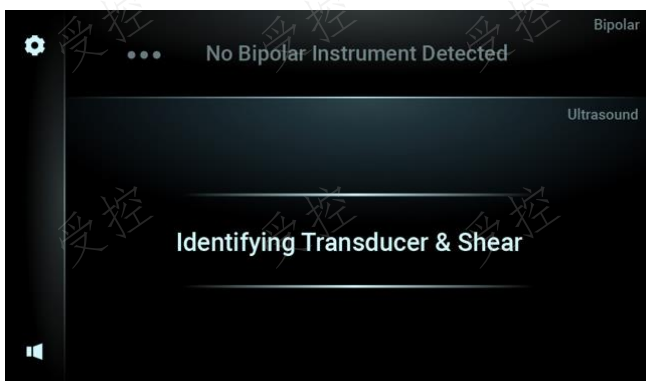 Bipolar
No Bipolar Instrument Detected
Ultrasound
Identifying Transducer & Shear
受控 受控 受控
受控 受控 受控